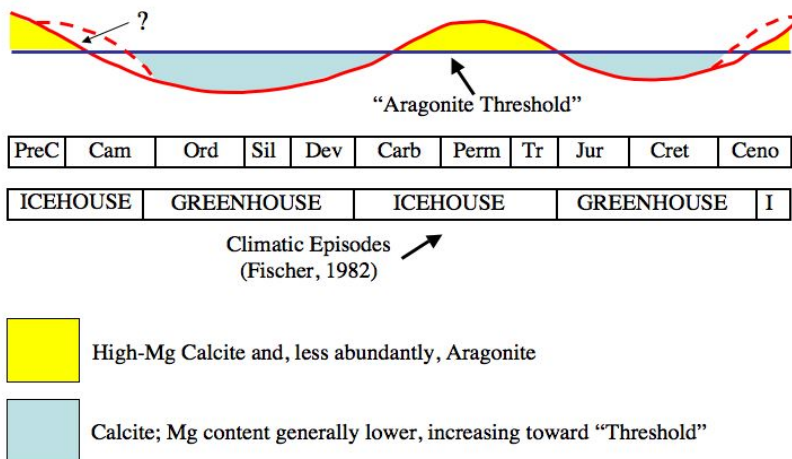 ?
“Aragonite Threshold”
PreC Cam Ord Sil Dev Carb Perm Tr Jur Cret Ceno
ICEHOUSE GREENHOUSE ICEHOUSE GREENHOUSE I
Climatic Episodes
(Fischer, 1982)
High-Mg Calcite and, less abundantly, Aragonite
Calcite; Mg content generally lower, increasing toward “Threshold”